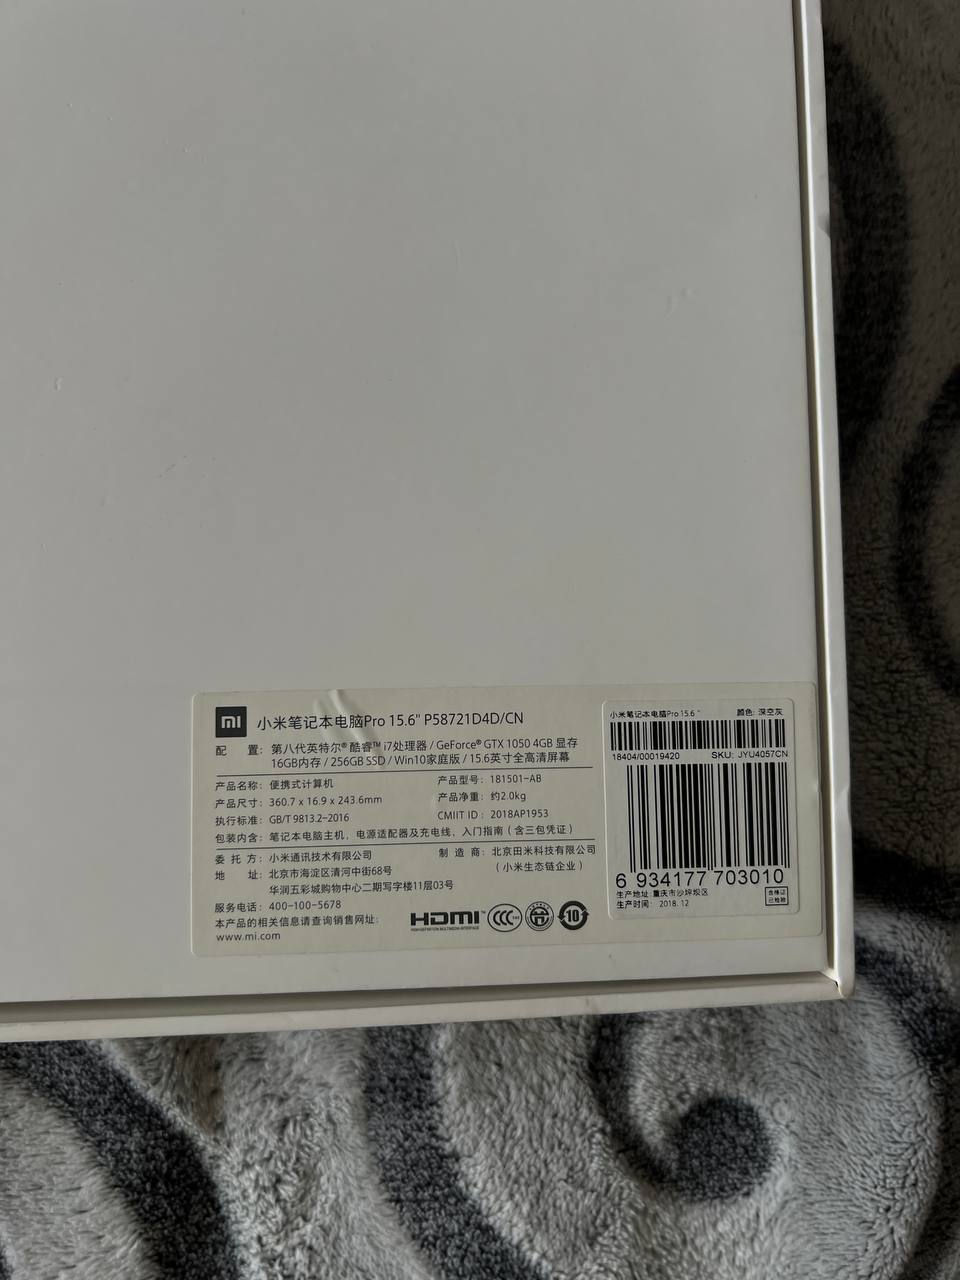 mi 小米笔记本电脑Pro 15.6" P58721D4D/CN
配 置: 第八代英特尔® 酷睿™ i7处理器 / GeForce® GTX 1050 4GB 显存
16GB内存 / 256GB SSD / Win10家庭版 / 15.6英寸全高清屏幕
产品名称: 便携式计算机 产品型号: 181501-AB
产品尺寸: 360.7 x 16.9 x 243.6mm 产品净重: 约2.0kg
执行标准: GB/T 9813.2-2016 CMIIT ID: 2018AP1953
包装内含: 笔记本电脑主机, 电源适配器及充电线, 入门指南 (含三包凭证)
委 托 方: 小米通讯技术有限公司 制 造 商: 北京田米科技有限公司
地 址: 北京市海淀区清河中街68号 (小米生态链企业)
华润五彩城购物中心二期写字楼11层03号
服务电话: 400-100-5678
本产品的相关信息请查询销售网址:
www.mi.com
HDMI™
HIGH-DEFINITION MULTIMEDIA INTERFACE
CCC
10
小米笔记本电脑Pro 15.6" 颜色: 深空灰
18404/00019420 SKU: JYU4057CN
6 934177 703010
生产地址: 重庆市沙坪坝区
生产时间: 2018.12
合格证
已检验